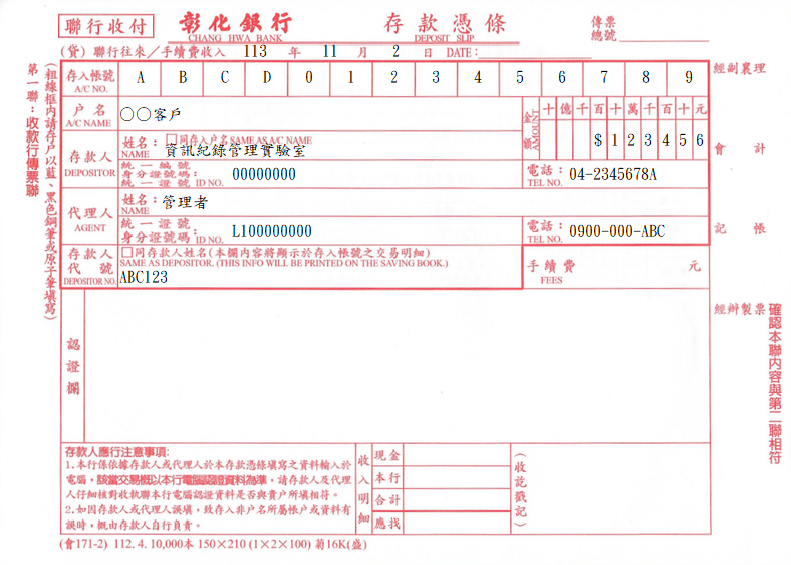 聯行收付 彰化銀行 存款憑條 傳票
CHANG HWA BANK DEPOSIT SLIP 總號
(貸) 聯行往來/手續費收入 113 年 11 月 2 日 DATE:
第一聯:收款行傳票聯
(粗線框內請存戶以藍、黑色鋼筆或原子筆填寫)
存入帳號 A B C D 0 1 2 3 4 5 6 7 8 9
A/C NO.
戶名 ○○客戶
A/C NAME
金額 AMOUNT 十 億 千 百 十 萬 千 百 十 元
$ 1 2 3 4 5 6
存款人
DEPOSITOR
姓名: □同存入戶名SAME AS A/C NAME
NAME 資訊紀錄管理實驗室
統一編號
身分證號碼: 00000000
統一證號 ID NO.
電話: 04-2345678A
TEL NO.
代理人
AGENT
姓名: 管理者
NAME
統一證號
身分證號碼: L100000000
ID NO.
電話: 0900-000-ABC
TEL NO.
存款人
代號
DEPOSITOR NO.
□同存款人姓名(本欄內容將顯示於存入帳號之交易明細)
SAME AS DEPOSITOR. (THIS INFO WILL BE PRINTED ON THE SAVING BOOK.)
ABC123
手續費 元
FEES
認證欄
經副襄理
會計
記帳
經辦製票
確認本聯內容與第二聯相符
存款人應行注意事項:
1.本行係依據存款人或代理人於本存款憑條填寫之資料輸入於
電腦,該當交易概以本行電腦認證資料為準,請存款人及代理
人仔細核對收執聯本行電腦認證資料是否與貴戶所填相符。
2.如因存款人或代理人誤填,致存入非戶名所屬帳戶或資料有
誤時,概由存款人自行負責。
收入明細
現金
本行
合計
應找
(收訖戳記)
(會171-2) 112. 4. 10,000本 150×210 (1×2×100) 菊16K(盛)